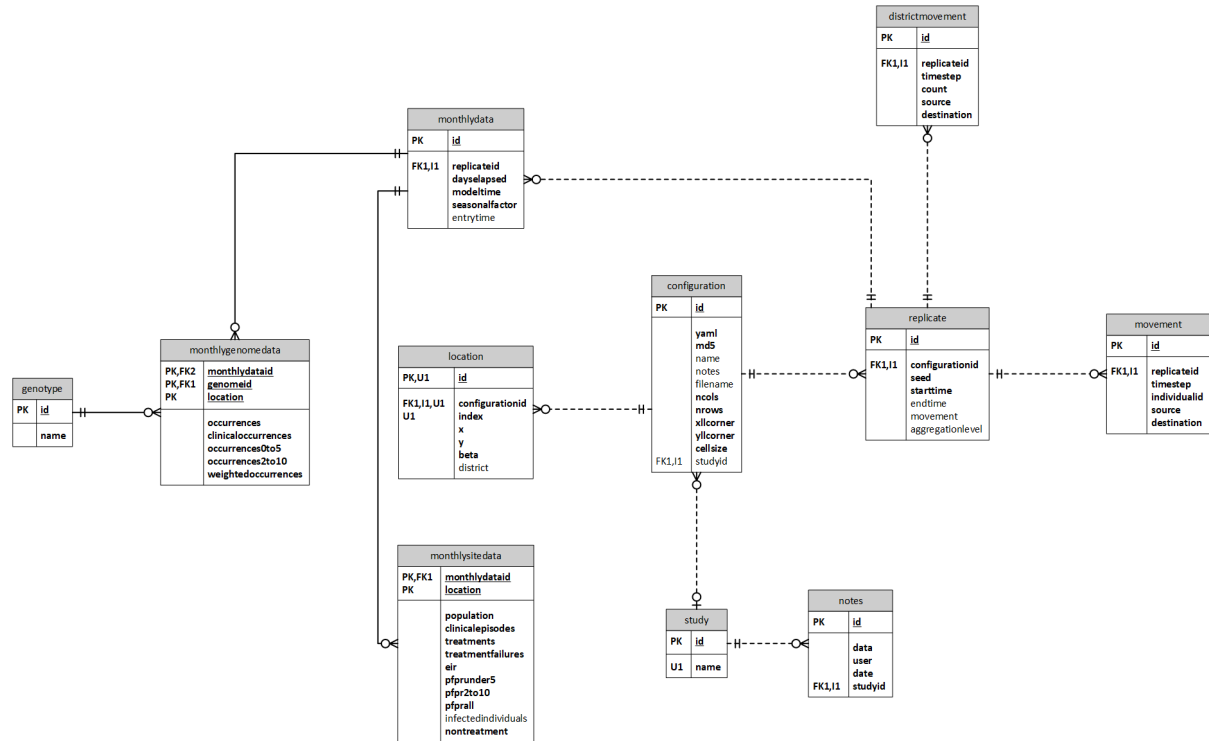 districtmovement
PK id
FK1,I1 replicateid
timestep
count
source
destination
monthlydata
PK id
FK1,I1 replicateid
dayselapsed
modeltime
seasonalfactor
entrytime
configuration
PK id
yaml
md5
name
notes
filename
ncols
nrows
xllcorner
yllcorner
cellsize
FK1,I1 studyid
replicate
PK id
FK1,I1 configurationid
seed
starttime
endtime
movement
aggregationlevel
movement
PK id
FK1,I1 replicateid
timestep
individualid
source
destination
monthlygenomedata
PK,FK2 monthlydataid
PK,FK1 genomeid
PK location
occurrences
clinicaloccurrences
occurrences0to5
occurrences2to10
weightedoccurrences
location
PK,U1 id
FK1,I1,U1 configurationid
U1 index
x
y
beta
district
genotype
PK id
name
monthlysitedata
PK,FK1 monthlydataid
PK location
population
clinicalepisodes
treatments
treatmentfailures
eir
pfprunder5
pfpr2to10
pfprall
infectedindividuals
nontreatment
study
PK id
U1 name
notes
PK id
data
user
date
FK1,I1 studyid